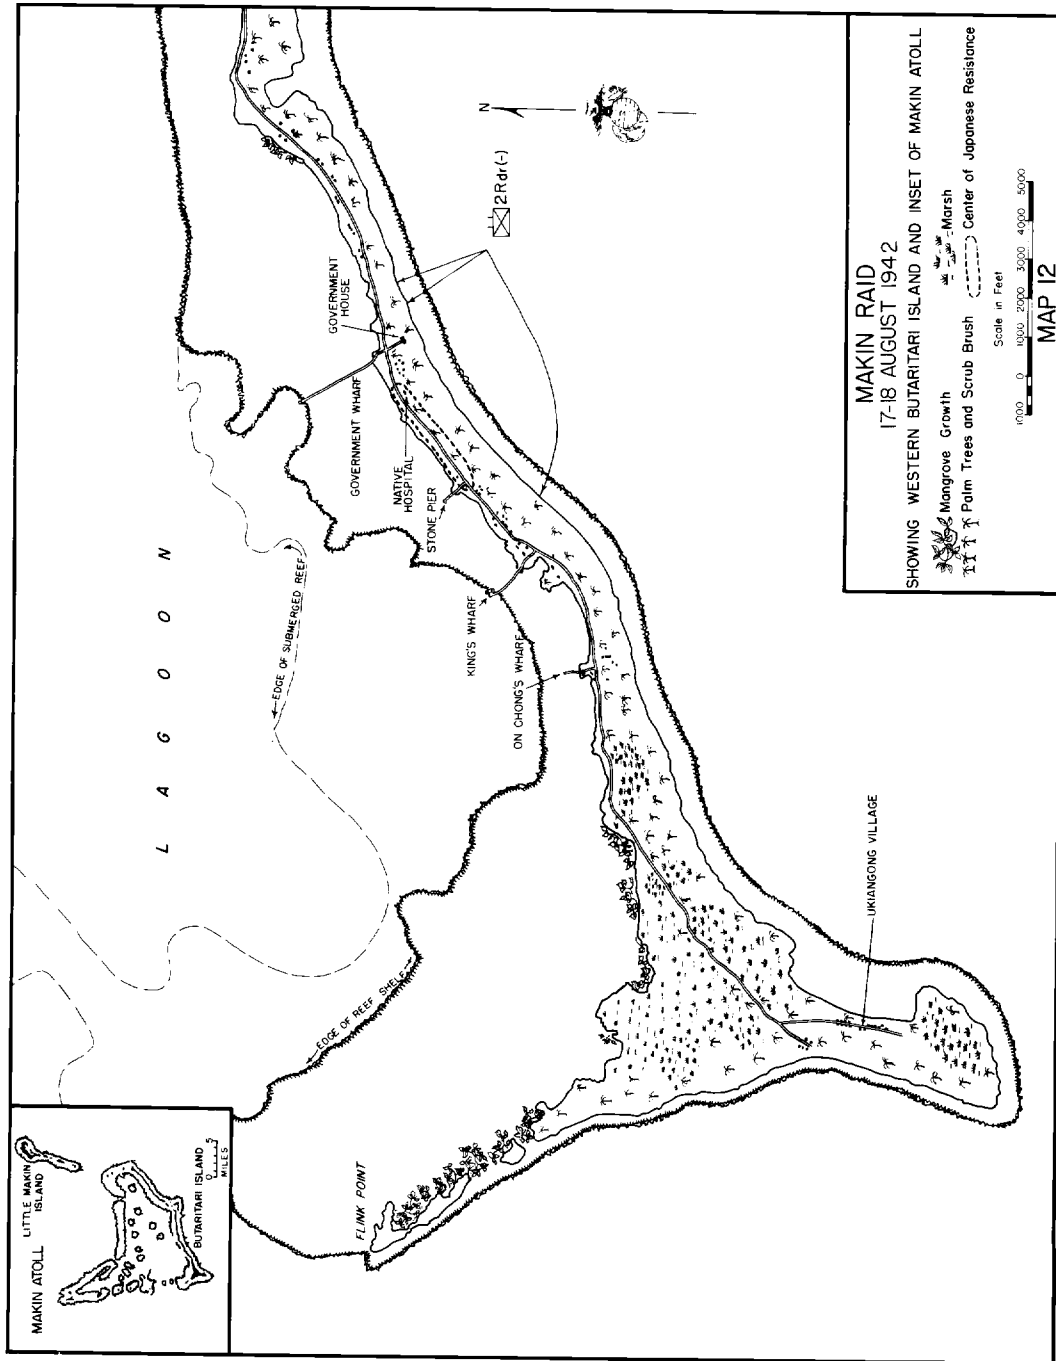 MAKIN ATOLL
LITTLE MAKIN
ISLAND
BUTARITARI ISLAND
0 5
MILES
FLINK POINT
LAGOON
EDGE OF REEF SHELF
EDGE OF SUBMERGED REEF
ON CHONG'S WHARF
KING'S WHARF
STONE PIER
NATIVE
HOSPITAL
GOVERNMENT WHARF
GOVERNMENT
HOUSE
2Rdr(-)
N
UKIANGONG VILLAGE
MAKIN RAID
17-18 AUGUST 1942
SHOWING WESTERN BUTARITARI ISLAND AND INSET OF MAKIN ATOLL
Mangrove Growth Marsh
Palm Trees and Scrub Brush Center of Japanese Resistance
Scale in Feet
1000 0 1000 2000 3000 4000 5000
MAP 12